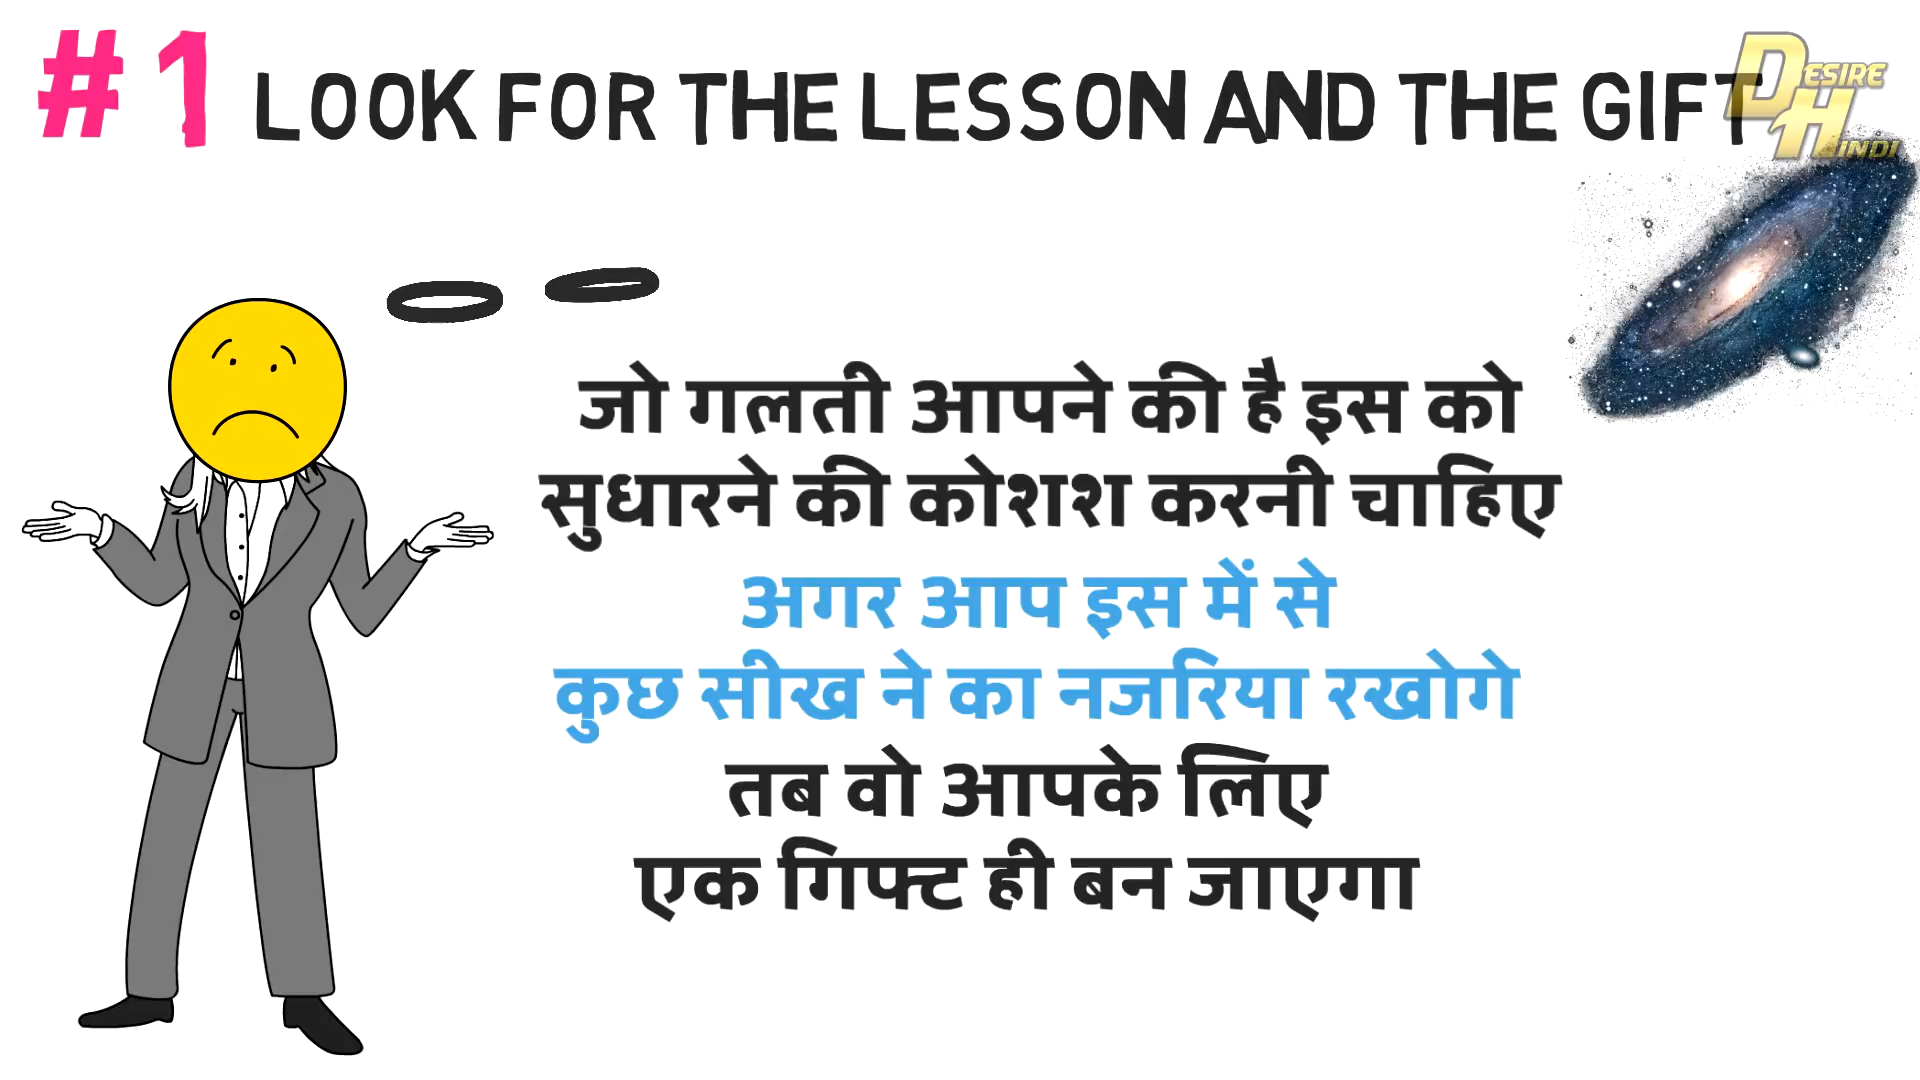 #1 LOOK FOR THE LESSON AND THE GIFT
DESIRE
HINDI
जो गलती आपने की है इस को
सुधारने की कोशश करनी चाहिए
अगर आप इस में से
कुछ सीख ने का नजरिया रखोगे
तब वो आपके लिए
एक गिफ्ट ही बन जाएगा